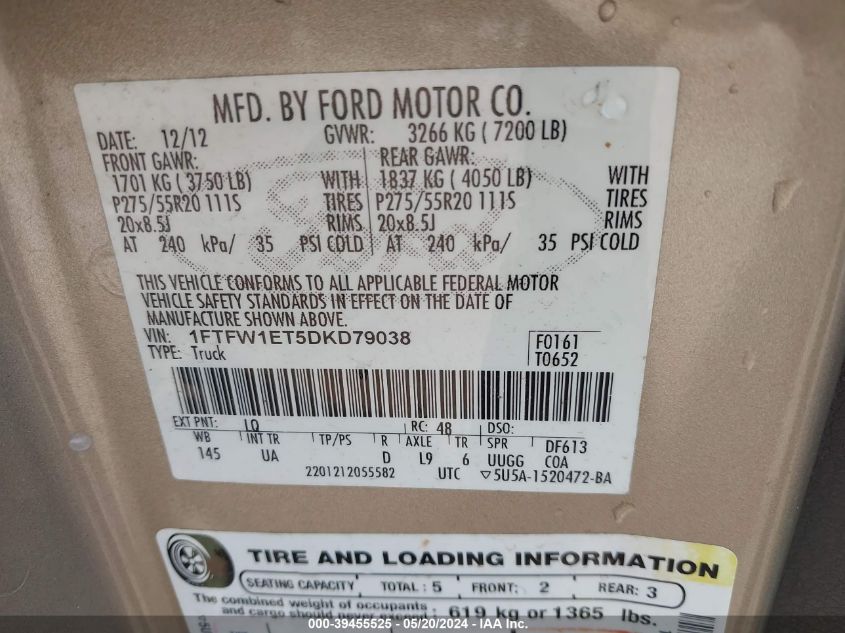 MFD. BY FORD MOTOR CO.
DATE: 12/12 GVWR: 3266 KG ( 7200 LB)
FRONT GAWR: REAR GAWR:
1701 KG ( 3750 LB) WITH 1837 KG ( 4050 LB) WITH
P275/55R20 111S TIRES P275/55R20 111S TIRES
20x8.5J RIMS 20x8.5J RIMS
AT 240 kPa/ 35 PSI COLD AT 240 kPa/ 35 PSI COLD
THIS VEHICLE CONFORMS TO ALL APPLICABLE FEDERAL MOTOR
VEHICLE SAFETY STANDARDS IN EFFECT ON THE DATE OF
MANUFACTURE SHOWN ABOVE.
VIN: 1FTFW1ET5DKD79038 F0161
TYPE: Truck T0652
EXT PNT: LQ RC: 48 DSO:
WB INT TR TP/PS R AXLE TR SPR DF613
145 UA D L9 6 UUGG COA
2201212055582 UTC ▽5U5A-1520472-BA
TIRE AND LOADING INFORMATION
SEATING CAPACITY TOTAL: 5 FRONT: 2 REAR: 3
The combined weight of occupants
and cargo should never exceed: 619 kg or 1365 lbs.
000-39455525 - 05/20/2024 - IAA Inc.